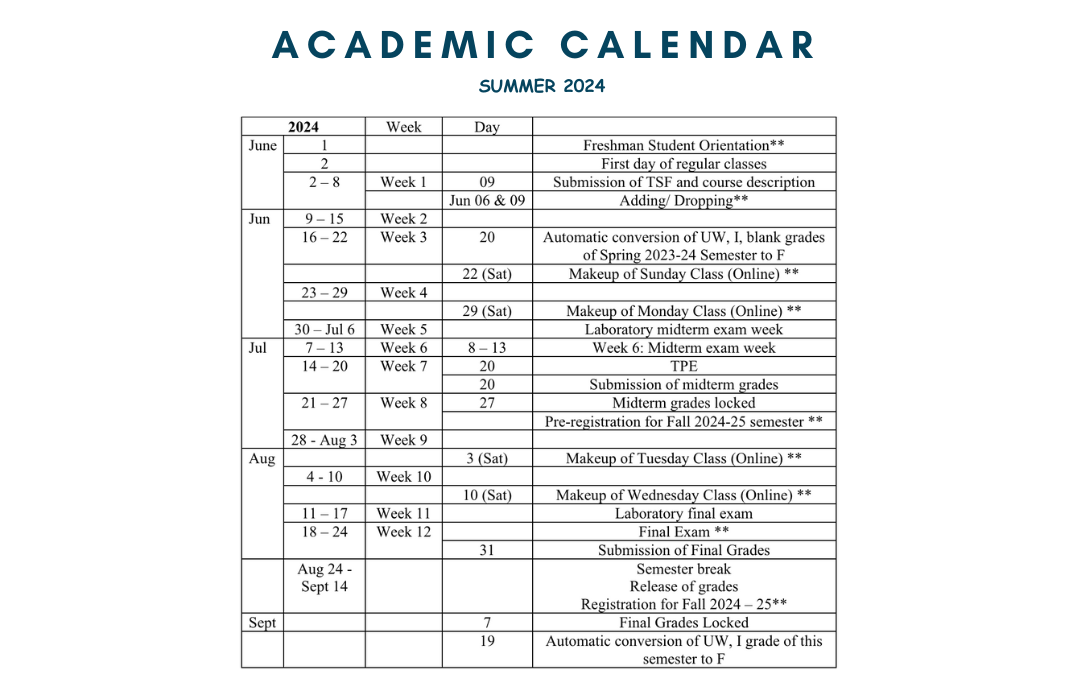 ACADEMIC CALENDAR
SUMMER 2024
2024 Week Day
June 1 Freshman Student Orientation**
2 First day of regular classes
2 – 8 Week 1 09 Submission of TSF and course description
Jun 06 & 09 Adding/ Dropping**
Jun 9 – 15 Week 2
16 – 22 Week 3 20 Automatic conversion of UW, I, blank grades
of Spring 2023-24 Semester to F
22 (Sat) Makeup of Sunday Class (Online) **
23 – 29 Week 4
29 (Sat) Makeup of Monday Class (Online) **
30 – Jul 6 Week 5 Laboratory midterm exam week
Jul 7 – 13 Week 6 8 – 13 Week 6: Midterm exam week
14 – 20 Week 7 20 TPE
20 Submission of midterm grades
21 – 27 Week 8 27 Midterm grades locked
Pre-registration for Fall 2024-25 semester **
28 - Aug 3 Week 9
Aug 3 (Sat) Makeup of Tuesday Class (Online) **
4 - 10 Week 10
10 (Sat) Makeup of Wednesday Class (Online) **
11 – 17 Week 11 Laboratory final exam
18 – 24 Week 12 Final Exam **
31 Submission of Final Grades
Aug 24 - Semester break
Sept 14 Release of grades
Registration for Fall 2024 – 25**
Sept 7 Final Grades Locked
19 Automatic conversion of UW, I grade of this
semester to F